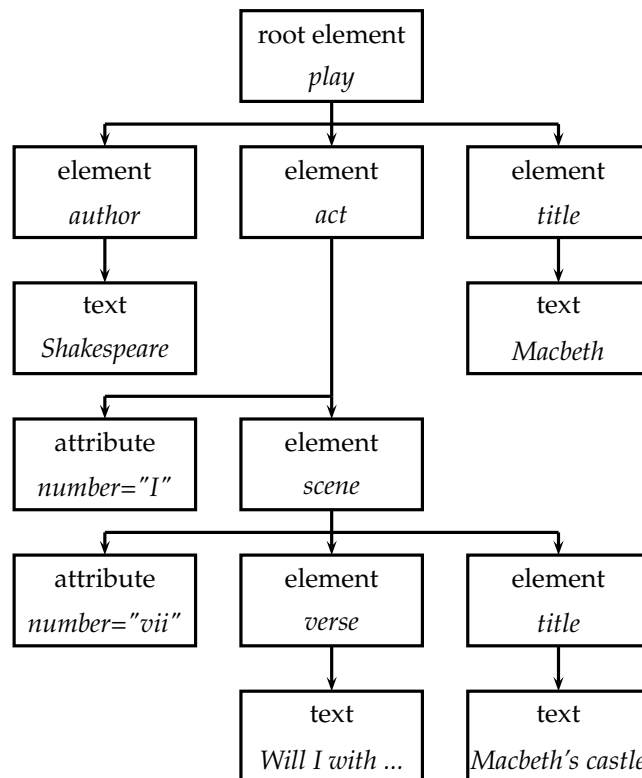 root element
play
element
author
element
act
element
title
text
Shakespeare
text
Macbeth
attribute
number="I"
element
scene
attribute
number="vii"
element
verse
element
title
text
Will I with ...
text
Macbeth's castle